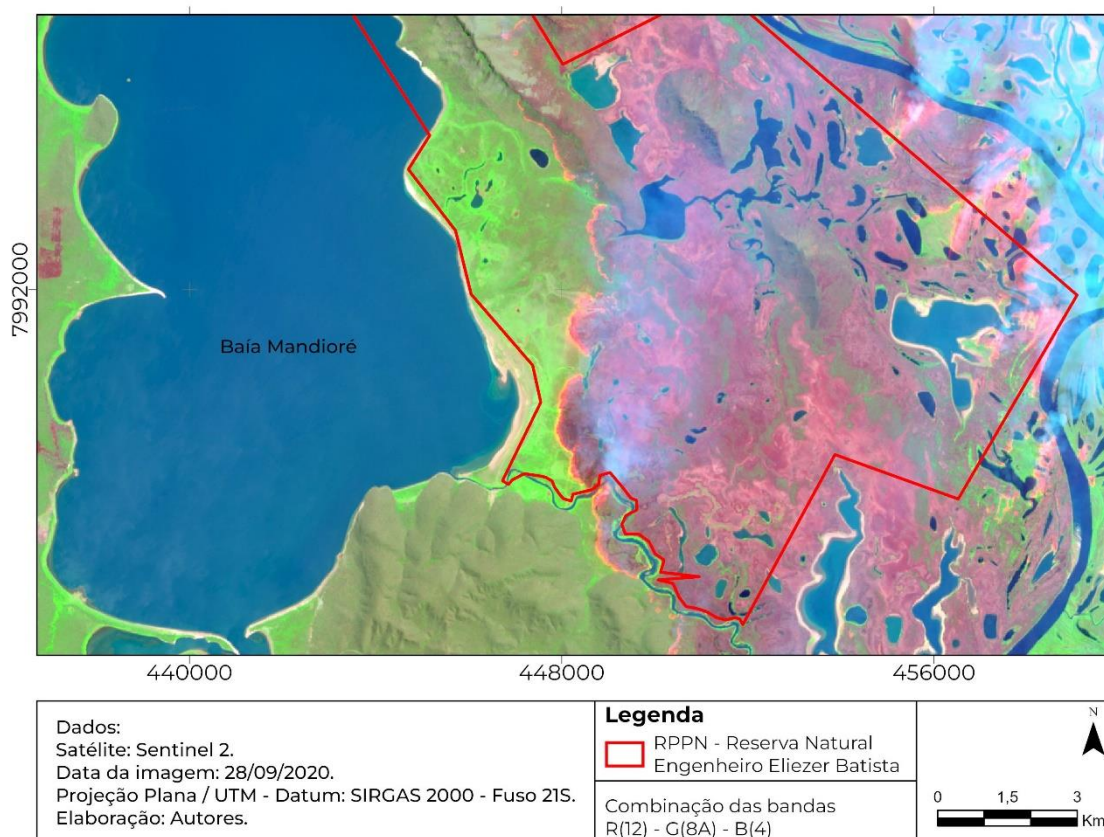 Baía Mandioré
7992000
440000
448000
456000
Dados:
Satélite: Sentinel 2.
Data da imagem: 28/09/2020.
Projeção Plana / UTM - Datum: SIRGAS 2000 - Fuso 21S.
Elaboração: Autores.
Legenda
RPPN - Reserva Natural
Engenheiro Eliezer Batista
Combinação das bandas
R(12) - G(8A) - B(4)
N
0 1,5 3
Km